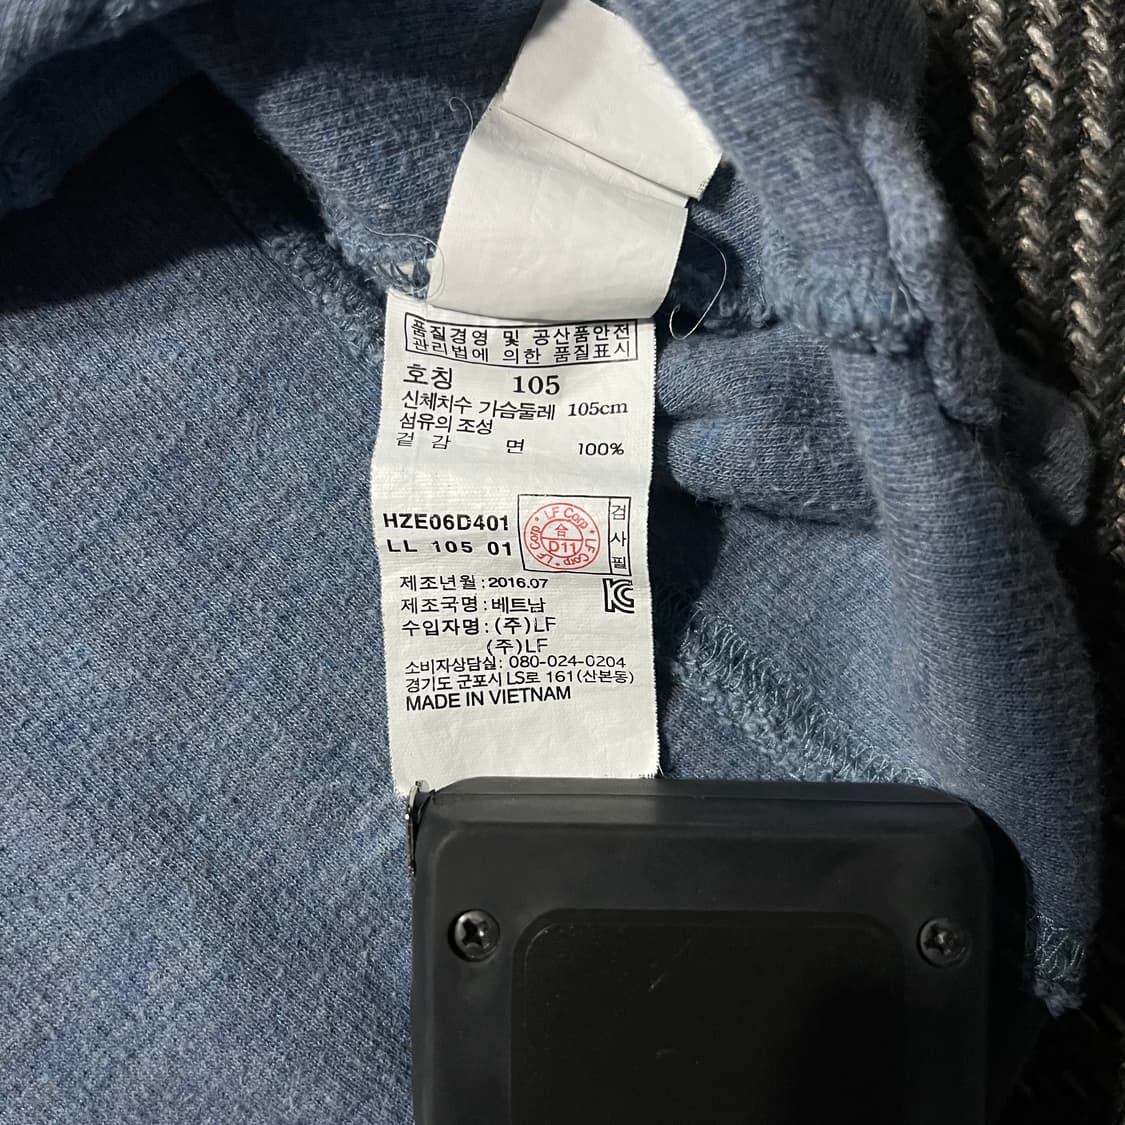 품질경영 및 공산품안전
관리법에 의한 품질표시
호칭 105
신체치수 가슴둘레 105cm
섬유의 조성
겉 감 면 100%
HZE06D401
LL 105 01
LF Corp • LF Corp • LF Corp •
合
D11
검
사
필
제조년월:2016.07
제조국명:베트남
수입자명:(주)LF
(주)LF
소비자상담실: 080-024-0204
경기도 군포시 LS로 161(산본동)
MADE IN VIETNAM